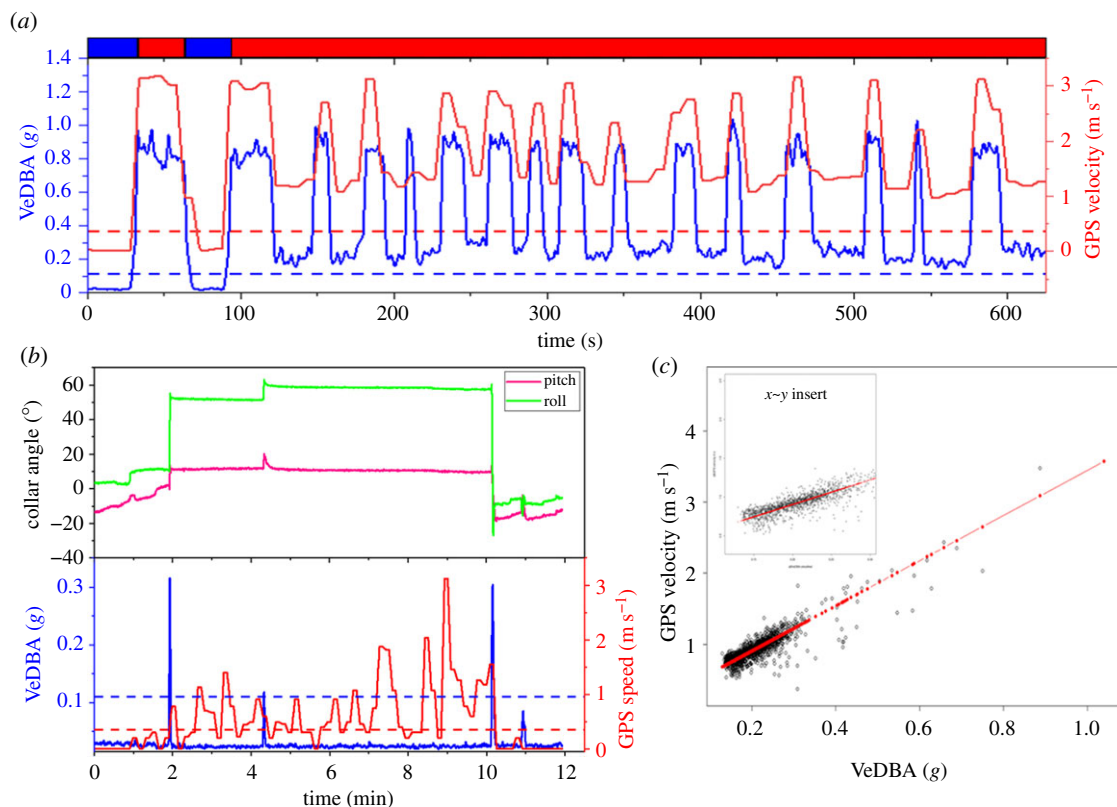 (a)
1.4
1.2
1.0
0.8
0.6
0.4
0.2
0
VeDBA (g)
3
2
1
0
GPS velocity (m s⁻¹)
0 100 200 300 400 500 600
time (s)
(b)
60
40
20
0
−20
−40
collar angle (°)
pitch
roll
0.3
0.2
0.1
VeDBA (g)
3
2
1
0
GPS speed (m s⁻¹)
0 2 4 6 8 10 12
time (min)
(c)
x~y insert
4
3
2
1
GPS velocity (m s⁻¹)
0.2 0.4 0.6 0.8 1.0
VeDBA (g)